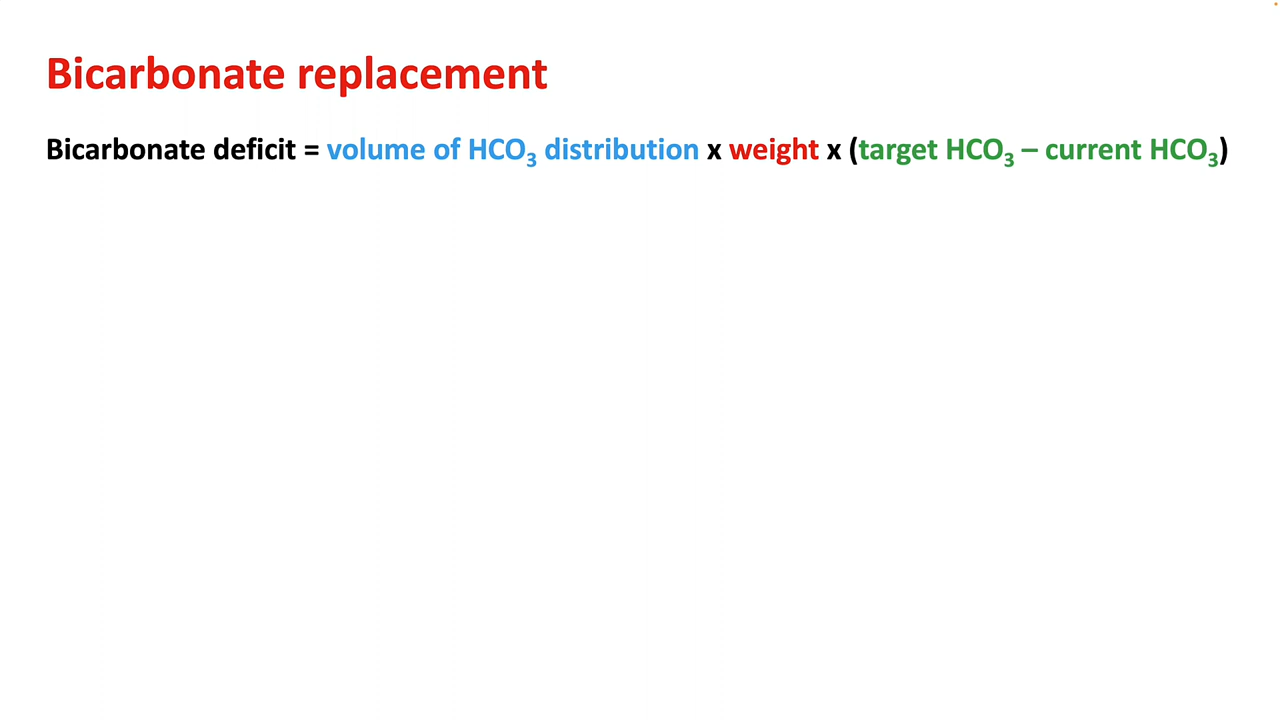 Bicarbonate replacement
Bicarbonate deficit = volume of HCO₃ distribution x weight x (target HCO₃ – current HCO₃)